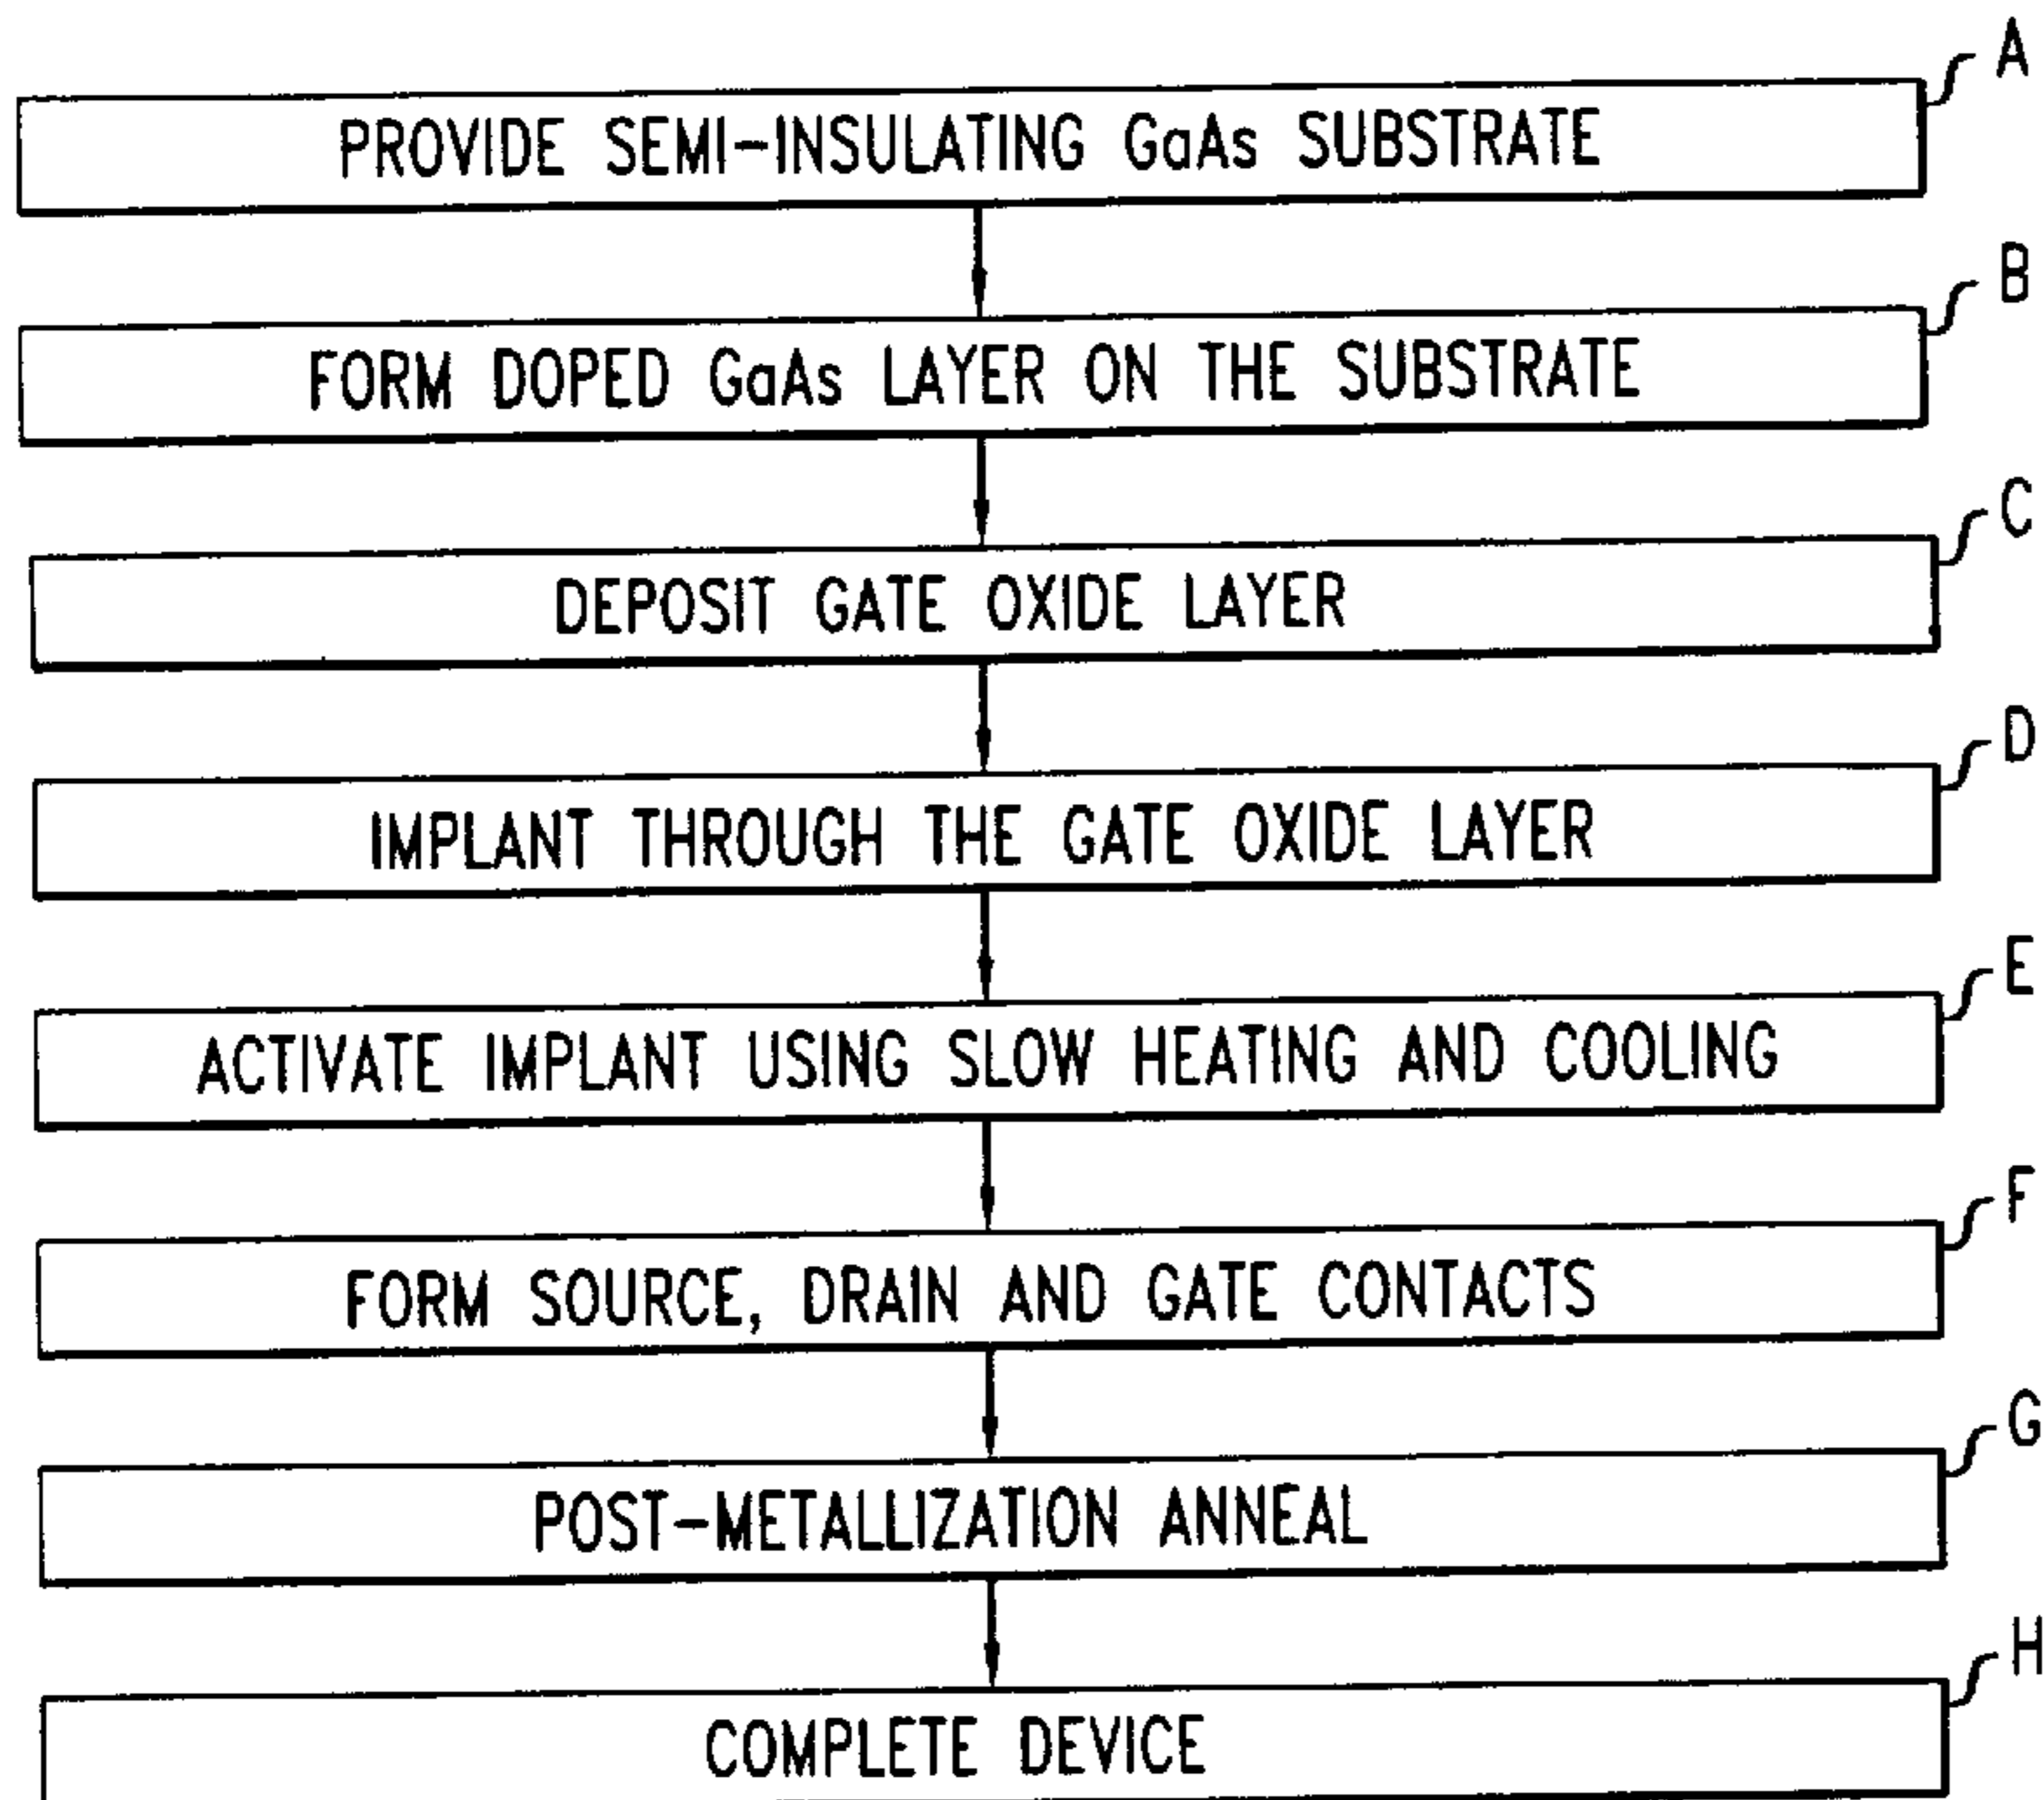 A
PROVIDE SEMI-INSULATING GaAs SUBSTRATE
B
FORM DOPED GaAs LAYER ON THE SUBSTRATE
C
DEPOSIT GATE OXIDE LAYER
D
IMPLANT THROUGH THE GATE OXIDE LAYER
E
ACTIVATE IMPLANT USING SLOW HEATING AND COOLING
F
FORM SOURCE, DRAIN AND GATE CONTACTS
G
POST-METALLIZATION ANNEAL
H
COMPLETE DEVICE